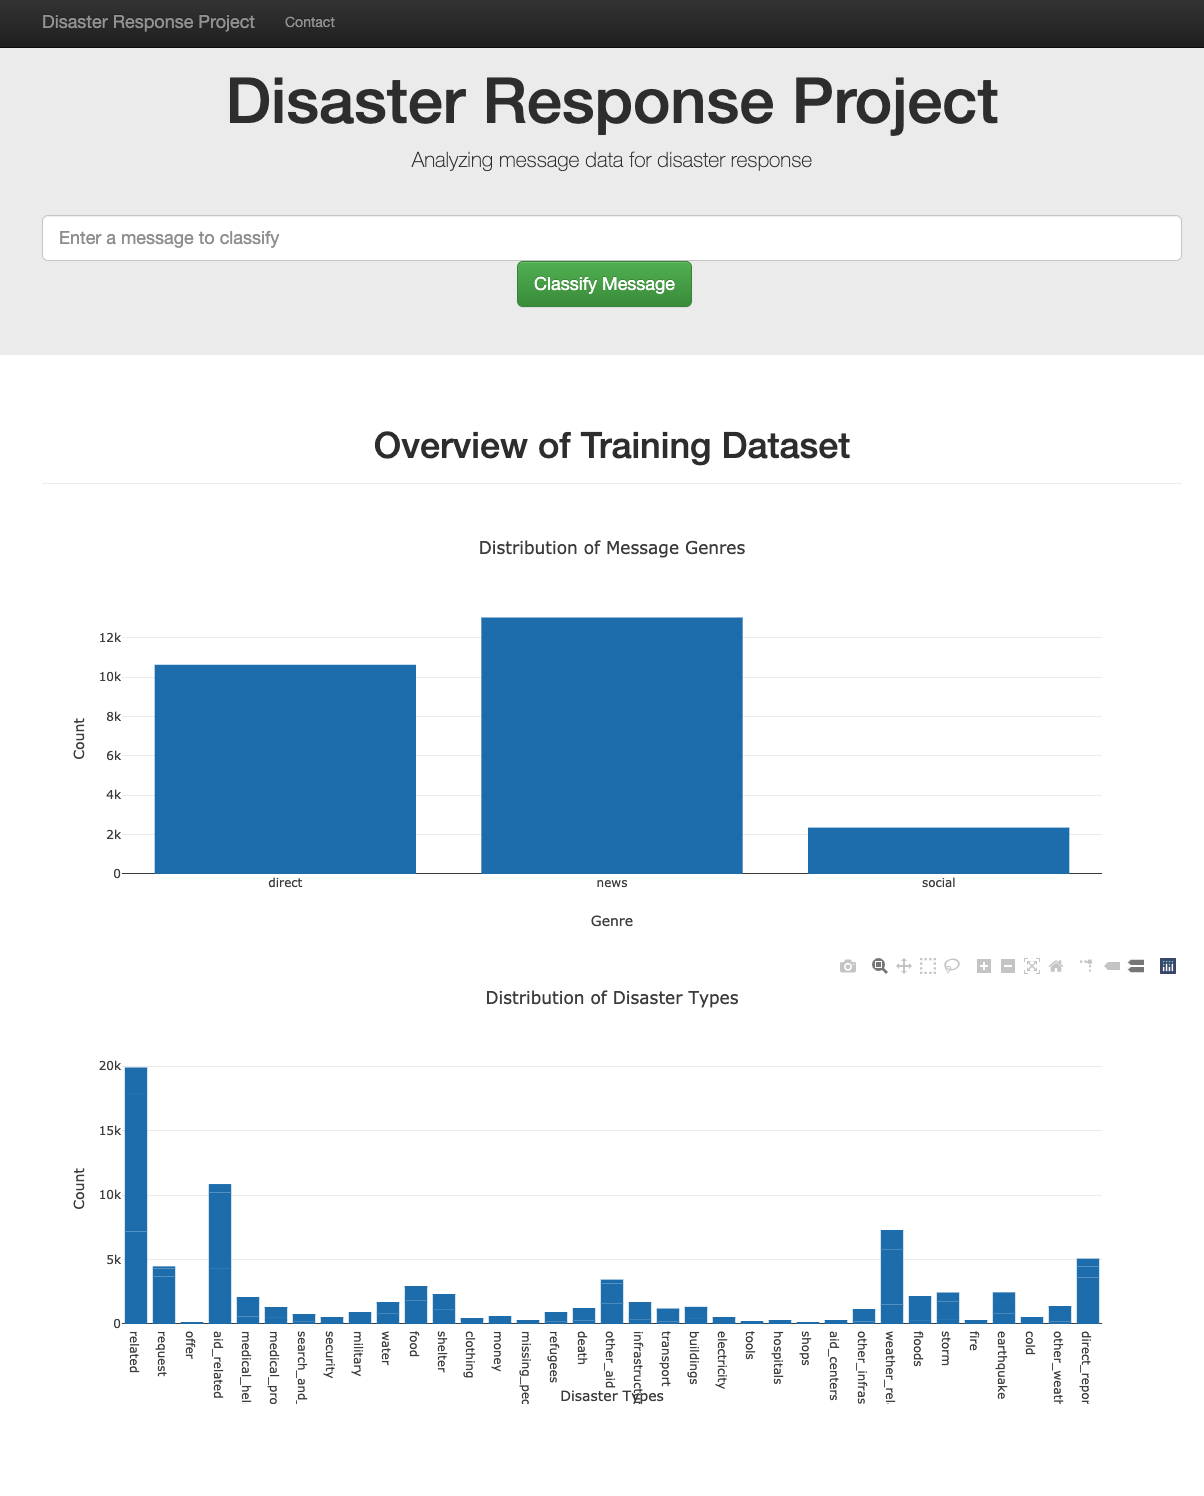 Disaster Response Project Contact
Disaster Response Project
Analyzing message data for disaster response
Enter a message to classify
Classify Message
Overview of Training Dataset
Distribution of Message Genres
12k
10k
8k
6k
4k
2k
0
Count
direct news social
Genre
Distribution of Disaster Types
20k
15k
10k
5k
0
Count
related
request
offer
aid_related
medical_hel
medical_pro
search_and_
security
military
water
food
shelter
clothing
money
missing_peo
refugees
death
other_aid
infrastructur
transport
buildings
electricity
tools
hospitals
shops
aid_centers
other_infras
weather_rela
floods
storm
fire
earthquake
cold
other_weath
direct_repor
Disaster Types